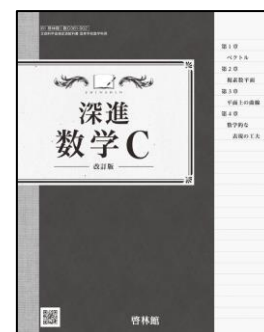 深進
数学C
改訂版
啓林館
第1章
ベクトル
第2章
複素数平面
第3章
平面上の曲線
第4章
数学的な
表現の工夫